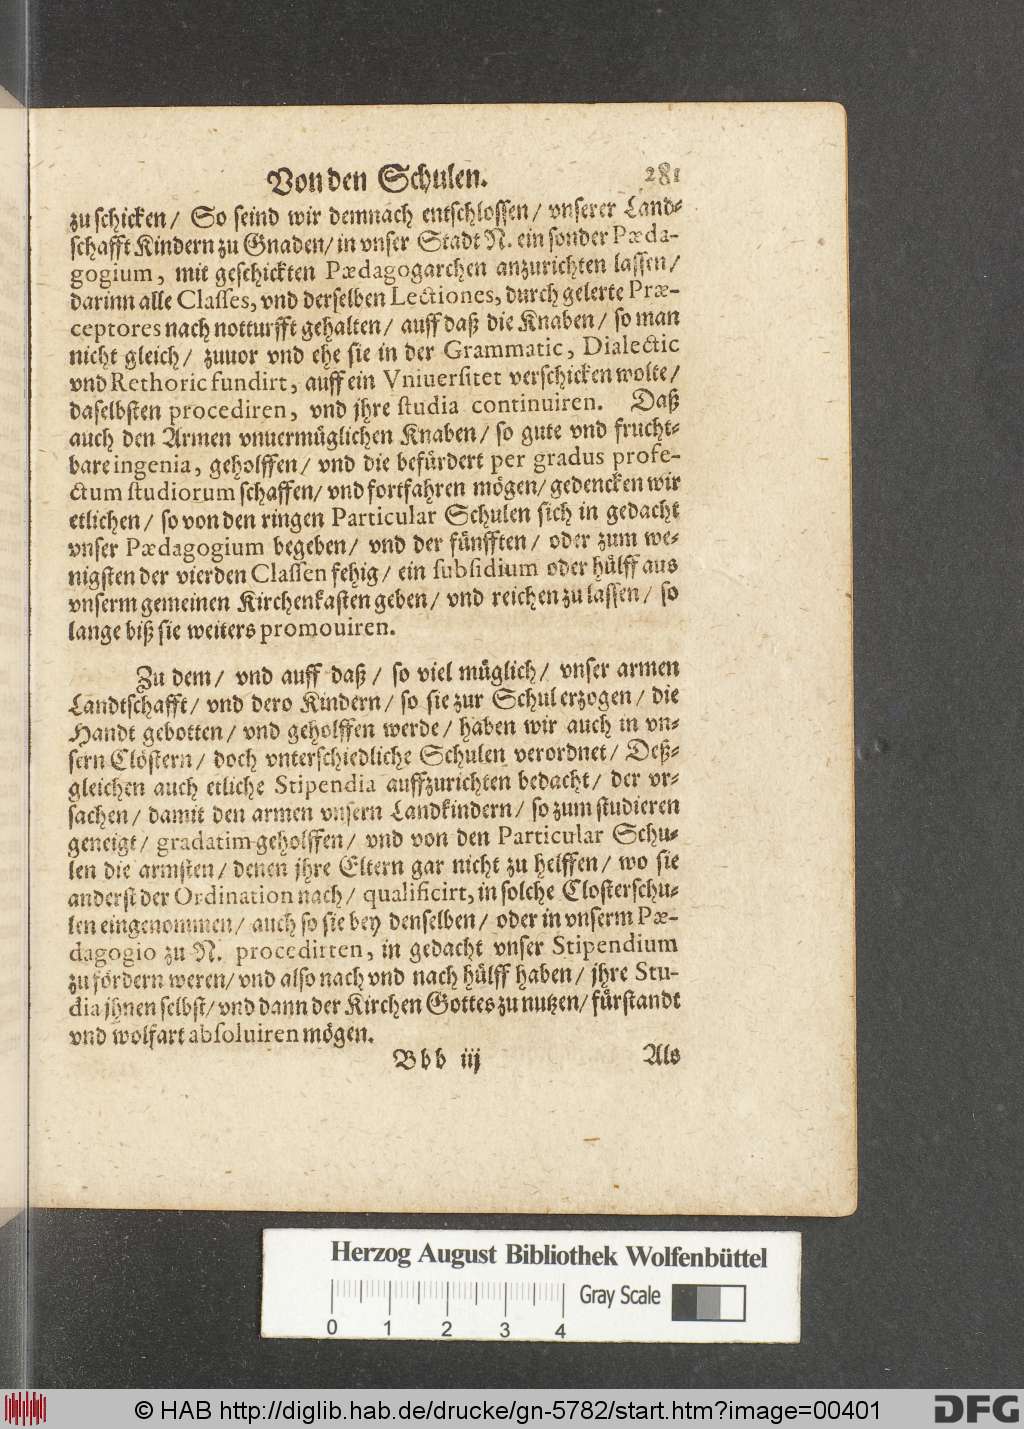 Von den Schulen. 281
zu schicken/ So seind wir demnach entschlossen/ vnserer Land-
schafft Kindern zu Gnaden/ in vnser Stadt N. ein sonder Pæda-
gogium, mit geschickten Pædagogarchen anzurichten lassen/
darinn alle Classes, vnd derselben Lectiones, durch gelerte Præ-
ceptores nach notturfft gehalten/ auff daß die Knaben/ so man
nicht gleich/ zuuor vnd ehe sie in der Grammatic, Dialectic
vnd Rethoric fundirt, auff ein Vniuersitet verschicken wolte/
daselbsten procediren, vnd jhre studia continuiren. Daß
auch den Armen vnuermüglichen Knaben/ so gute vnd frucht-
bare ingenia, geholffen/ vnd die befürdert per gradus profe-
ctum studiorum schaffen/ vnd fortfahren mögen/ gedencken wir
etlichen/ so von den ringen Particular Schulen sich in gedacht
vnser Pædagogium begeben/ vnd der fünfften/ oder zum we-
nigsten der vierden Classen fehig/ ein subsidium oder hülff aus
vnserm gemeinen Kirchenkasten geben/ vnd reichen zu lassen/ so
lange biß sie weiters promouiren.
Zu dem/ vnd auff daß/ so viel müglich/ vnser armen
Landtschafft/ vnd dero Kindern/ so sie zur Schul erzogen/ die
Handt gebotten/ vnd geholffen werde/ haben wir auch in vn-
sern Clöstern/ doch vnterschiedliche Schulen verordnet/ Deß-
gleichen auch etliche Stipendia auffzurichten bedacht/ der vr-
sachen/ damit den armen vnsern Landkindern/ so zum studieren
geneigt/ gradatim geholffen/ vnd von den Particular Schu-
len die armsten/ denen jhre Eltern gar nicht zu helffen/ wo sie
anderst der Ordination nach/ qualificirt, in solche Closterschu-
len eingenommen/ auch so sie bey denselben/ oder in vnserm Pæ-
dagogio zu N. procedirten, in gedacht vnser Stipendium
zu fördern weren/ vnd also nach vnd nach hülff haben/ jhre Stu-
dia jhnen selbst/ vnd dann der Kirchen Gottes zu nutzen/ fürstandt
vnd wolfart absoluiren mögen.
Bbb iij Als
Herzog August Bibliothek Wolfenbüttel
Gray Scale
0 1 2 3 4
© HAB http://diglib.hab.de/drucke/gn-5782/start.htm?image=00401
DFG